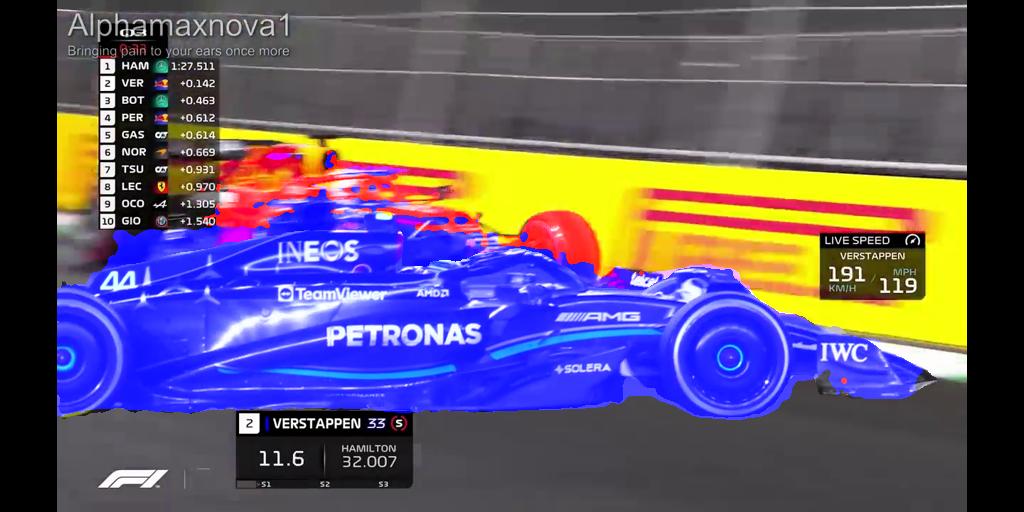 Alphamaxnova1
Bringing pain to your ears once more
Q3
0:33
1 HAM 1:27.511
2 VER +0.142
3 BOT +0.463
4 PER +0.612
5 GAS +0.614
6 NOR +0.669
7 TSU +0.931
8 LEC +0.970
9 OCO +1.305
10 GIO +1.540
LIVE SPEED
VERSTAPPEN
191 KM/H / 119 MPH
44
INEOS
TeamViewer
AMD
PETRONAS
AMG
SOLERA
IWC
2 VERSTAPPEN 33 S
11.6
HAMILTON
32.007
S1 S2 S3
F1